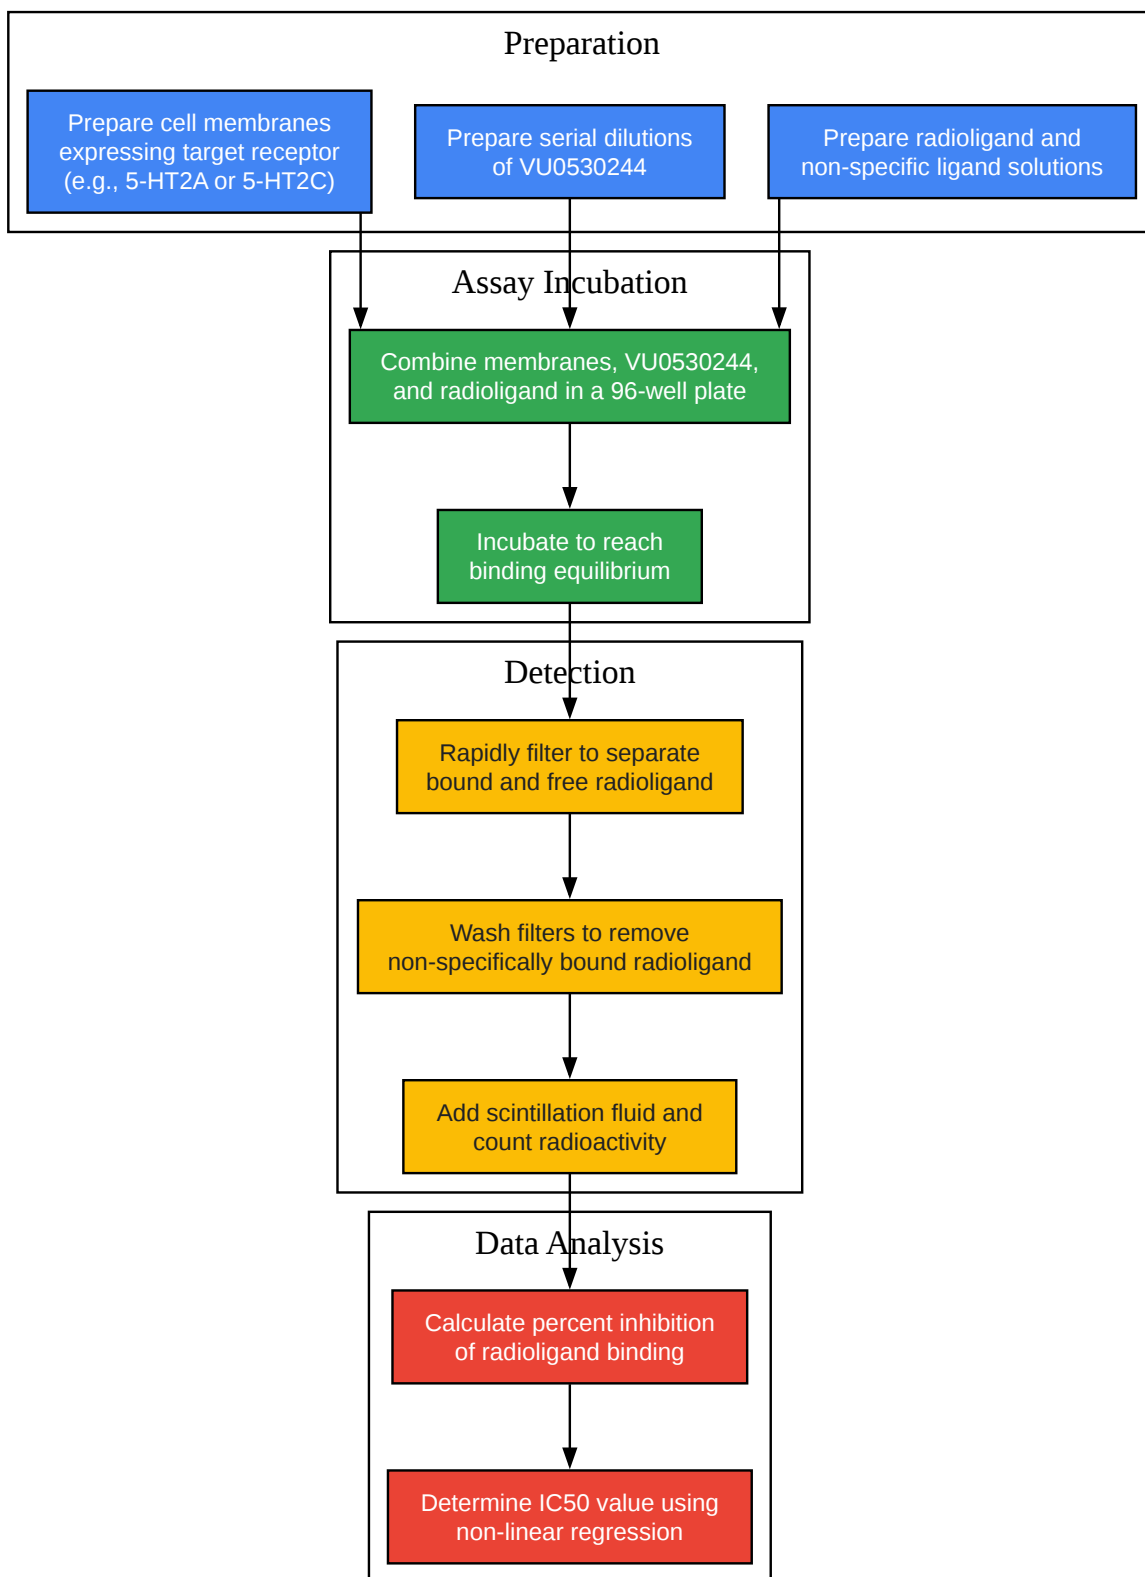 Preparation
Prepare cell membranes
expressing target receptor
(e.g., 5-HT2A or 5-HT2C)
Prepare serial dilutions
of VU0530244
Prepare radioligand and
non-specific ligand solutions
Assay Incubation
Combine membranes, VU0530244,
and radioligand in a 96-well plate
Incubate to reach
binding equilibrium
Detection
Rapidly filter to separate
bound and free radioligand
Wash filters to remove
non-specifically bound radioligand
Add scintillation fluid and
count radioactivity
Data Analysis
Calculate percent inhibition
of radioligand binding
Determine IC50 value using
non-linear regression